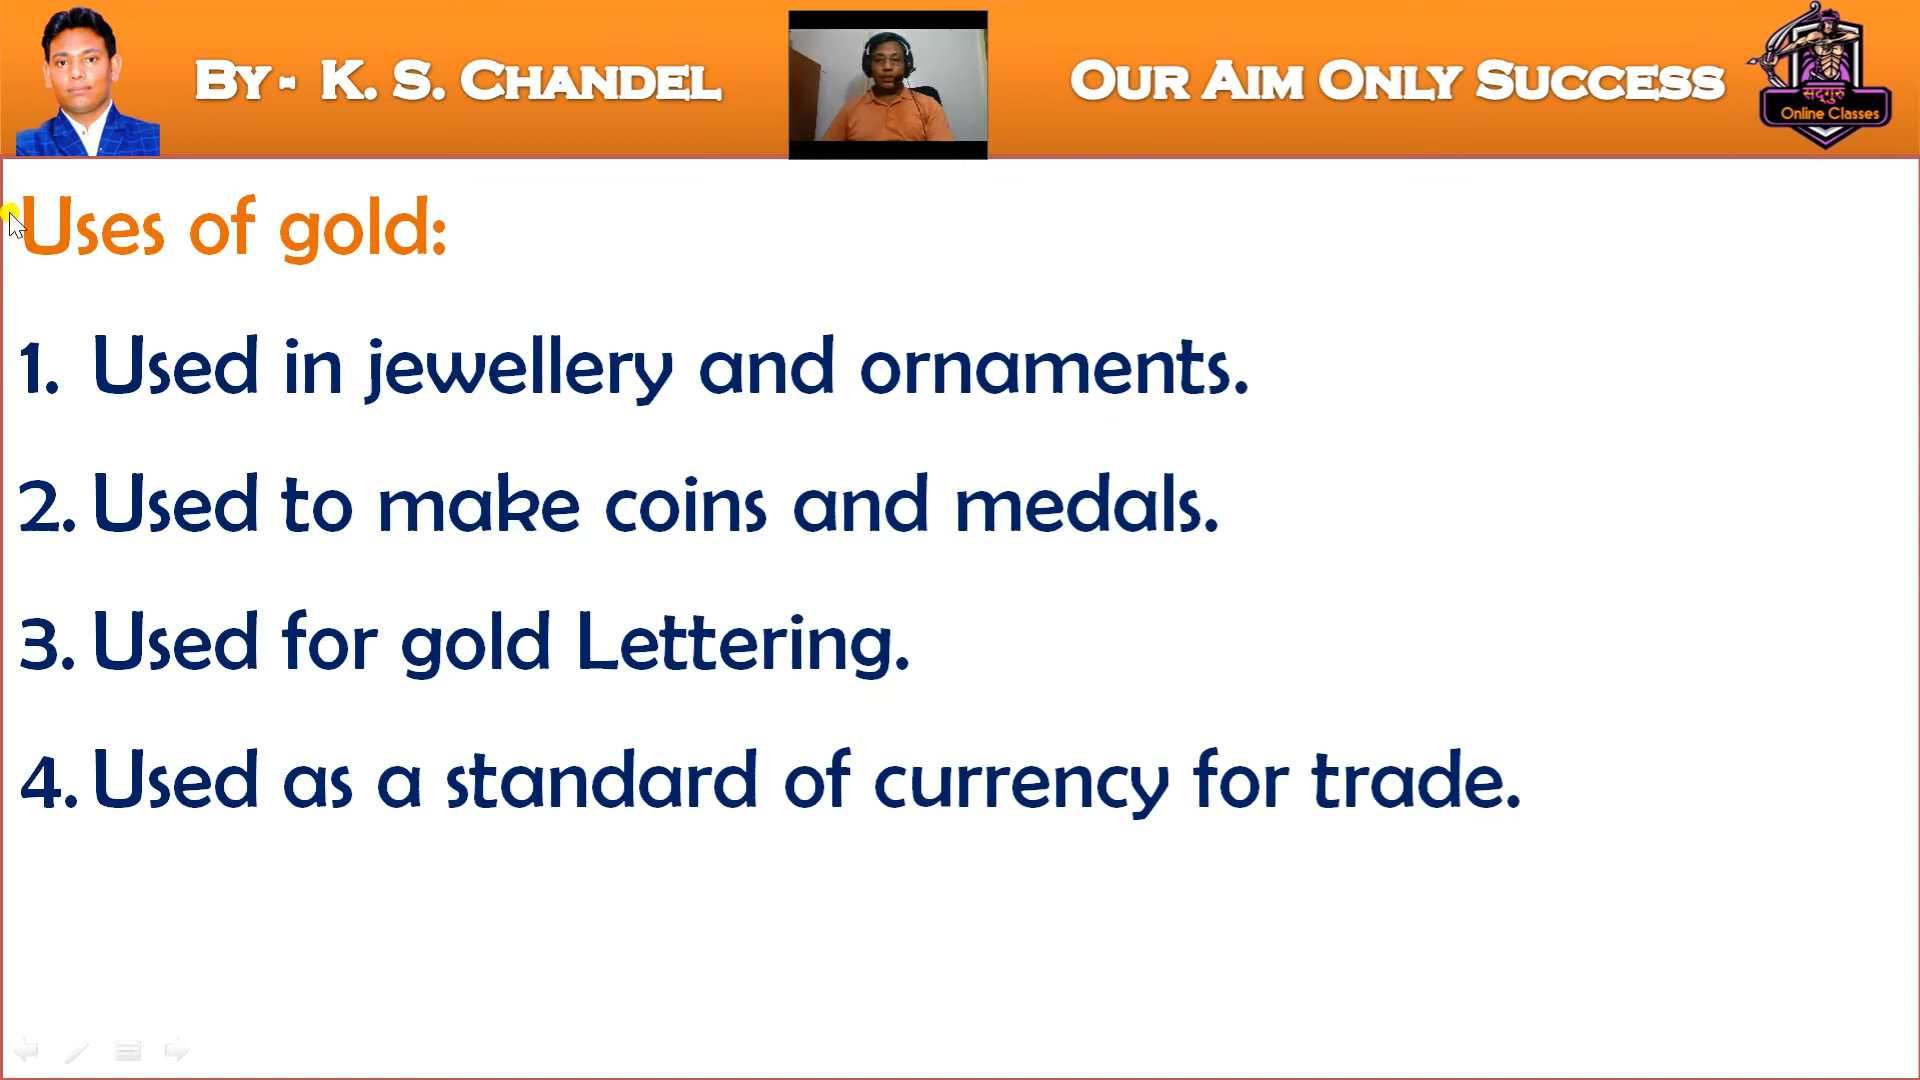 By - K. S. Chandel
Our Aim Only Success
सद्गुरु
Online Classes
Uses of gold:
1. Used in jewellery and ornaments.
2. Used to make coins and medals.
3. Used for gold Lettering.
4. Used as a standard of currency for trade.